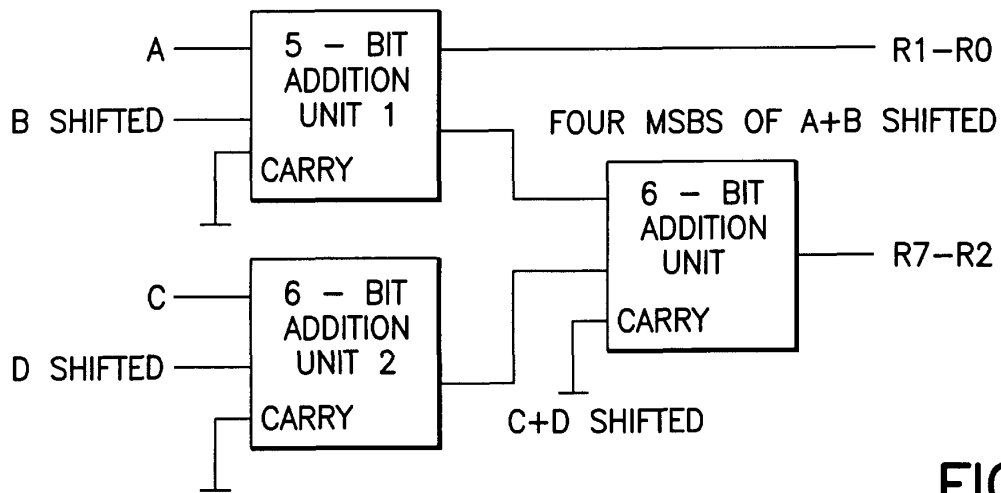 A
B SHIFTED
5 - BIT
ADDITION
UNIT 1
CARRY
R1-R0
FOUR MSBS OF A+B SHIFTED
C
D SHIFTED
6 - BIT
ADDITION
UNIT 2
CARRY
6 - BIT
ADDITION
UNIT
CARRY
R7-R2
C+D SHIFTED
FIG